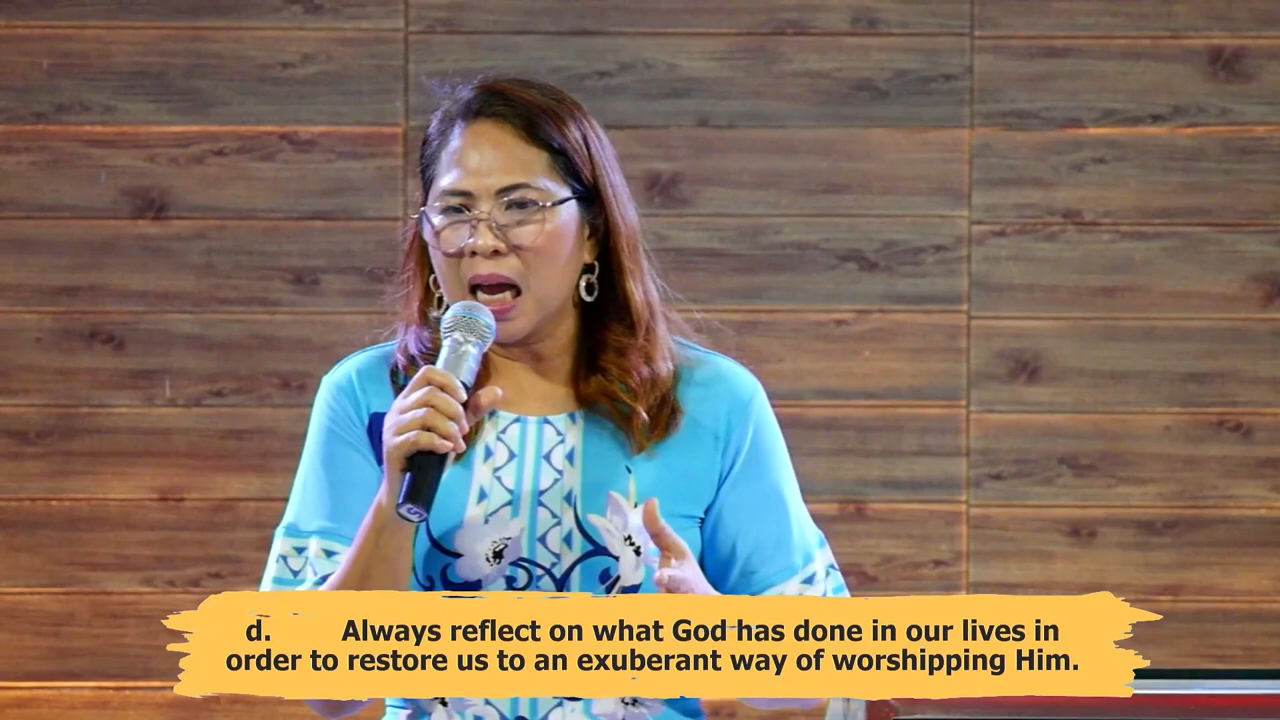 d. Always reflect on what God has done in our lives in
order to restore us to an exuberant way of worshipping Him.